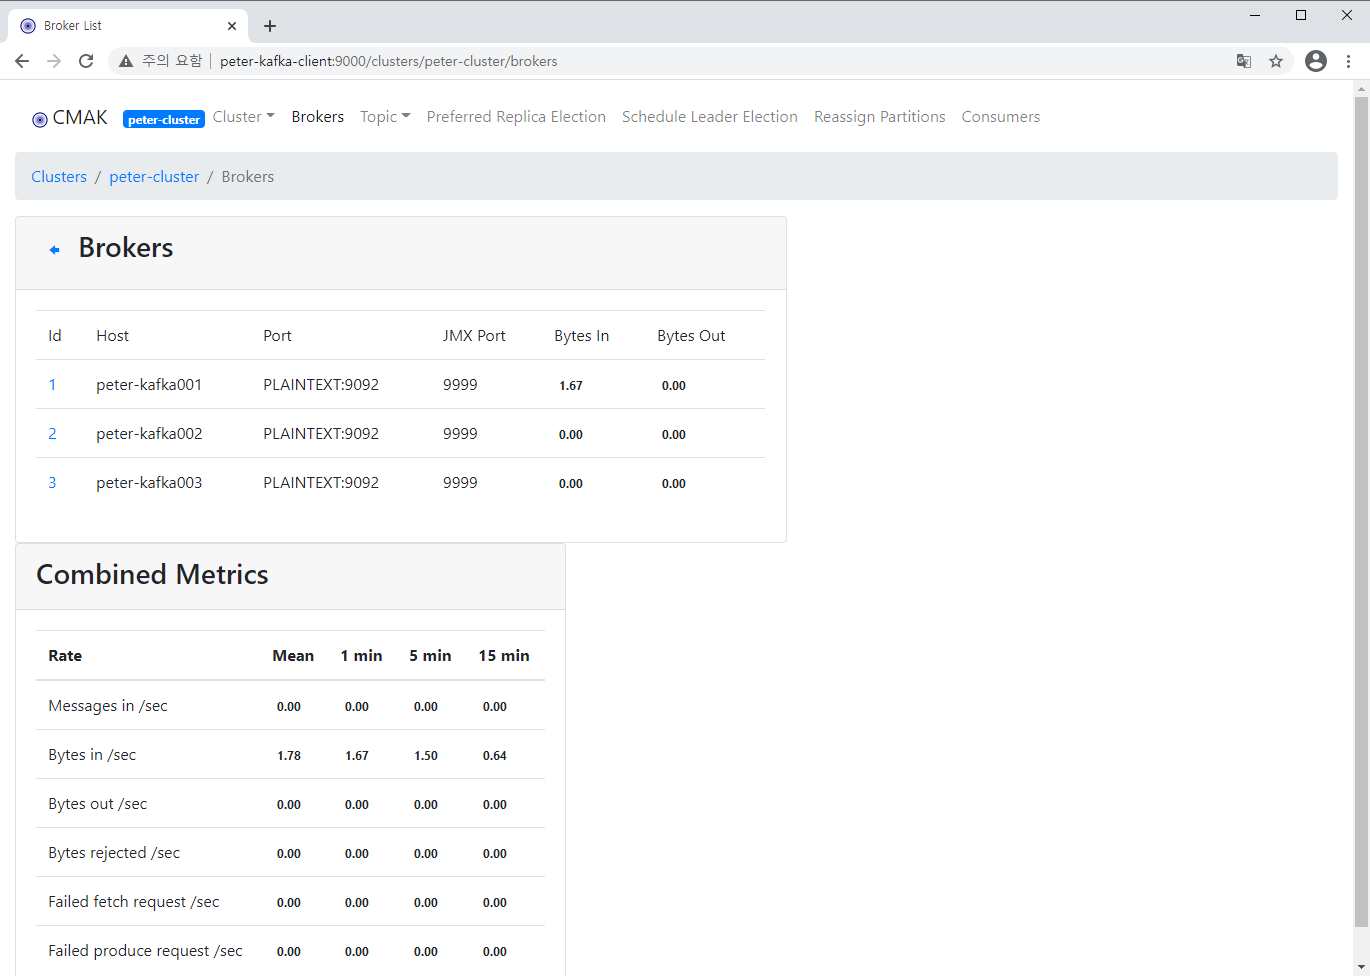 Broker List
주의 요함 peter-kafka-client:9000/clusters/peter-cluster/brokers
CMAK peter-cluster Cluster Brokers Topic Preferred Replica Election Schedule Leader Election Reassign Partitions Consumers
Clusters / peter-cluster / Brokers
Brokers
Id Host Port JMX Port Bytes In Bytes Out
1 peter-kafka001 PLAINTEXT:9092 9999 1.67 0.00
2 peter-kafka002 PLAINTEXT:9092 9999 0.00 0.00
3 peter-kafka003 PLAINTEXT:9092 9999 0.00 0.00
Combined Metrics
Rate Mean 1 min 5 min 15 min
Messages in /sec 0.00 0.00 0.00 0.00
Bytes in /sec 1.78 1.67 1.50 0.64
Bytes out /sec 0.00 0.00 0.00 0.00
Bytes rejected /sec 0.00 0.00 0.00 0.00
Failed fetch request /sec 0.00 0.00 0.00 0.00
Failed produce request /sec 0.00 0.00 0.00 0.00